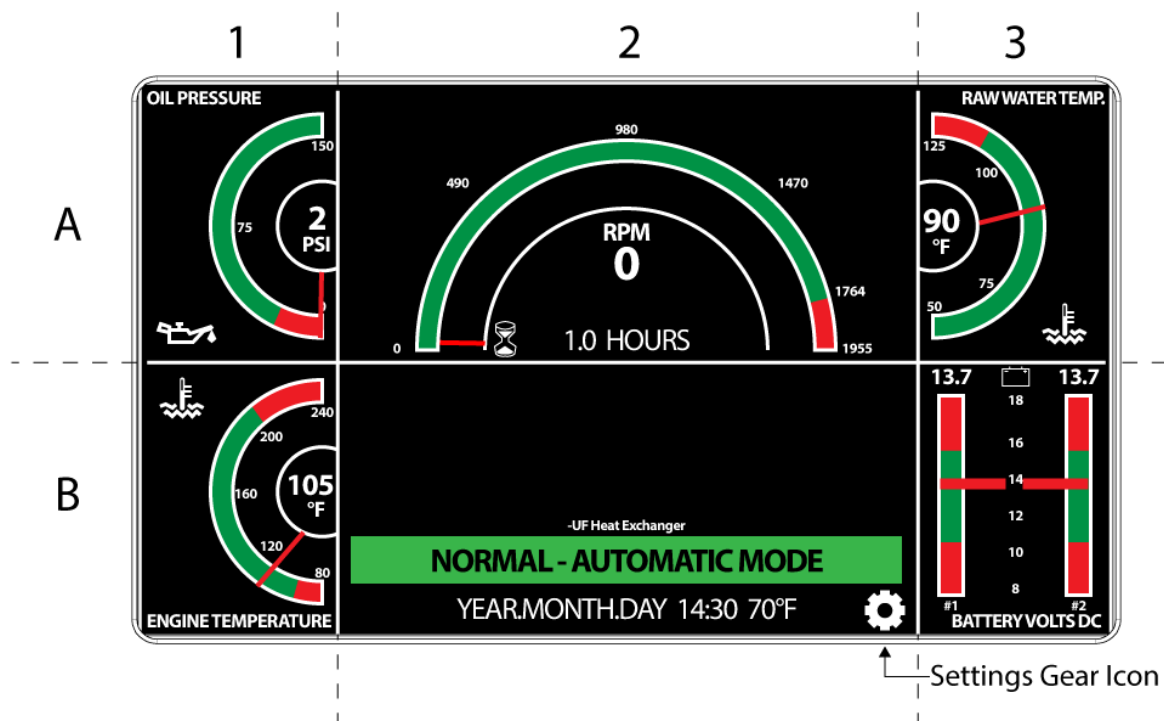 1
2
3
A
B
OIL PRESSURE
150
75
2
PSI
0
980
490
1470
1764
1955
0
RPM
0
1.0 HOURS
RAW WATER TEMP.
125
100
90
°F
75
50
240
200
160
105
°F
120
80
ENGINE TEMPERATURE
-UF Heat Exchanger
NORMAL - AUTOMATIC MODE
YEAR.MONTH.DAY 14:30 70°F
13.7
13.7
18
16
14
12
10
8
#1
#2
BATTERY VOLTS DC
Settings Gear Icon